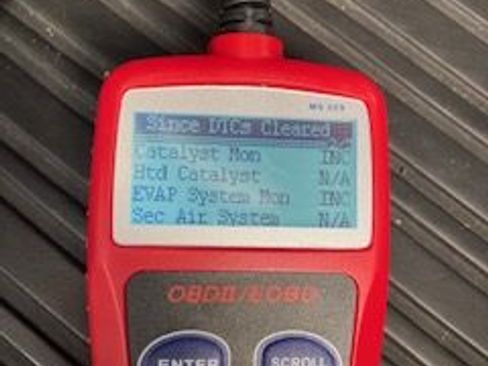 Since DTCs Cleared
Catalyst Mon INC
Htd Catalyst N/A
EVAP System Mon INC
Sec Air System N/A
OBDII/EOBD
ENTER SCROLL